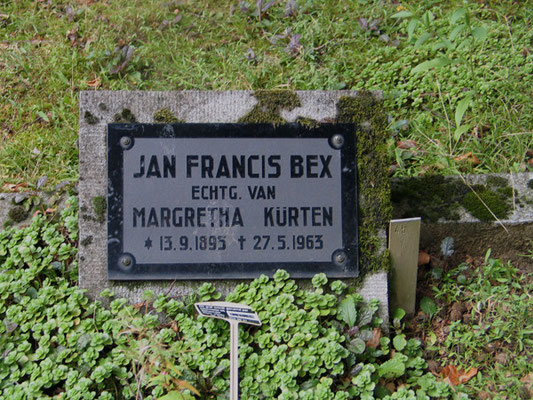 JAN FRANCIS BEX
ECHTG. VAN
MARGRETHA KÜRTEN
* 13.9.1895 † 27.5.1963